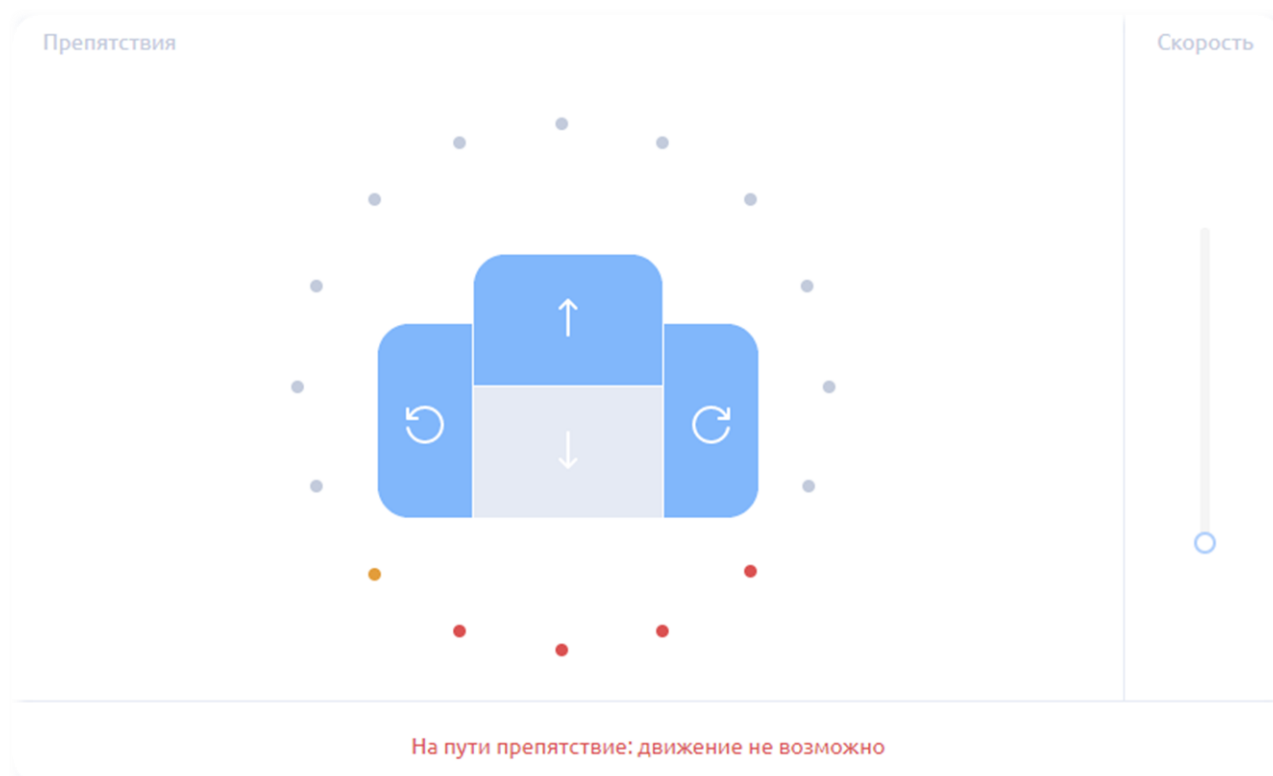 Препятствия
Скорость
На пути препятствие: движение не возможно